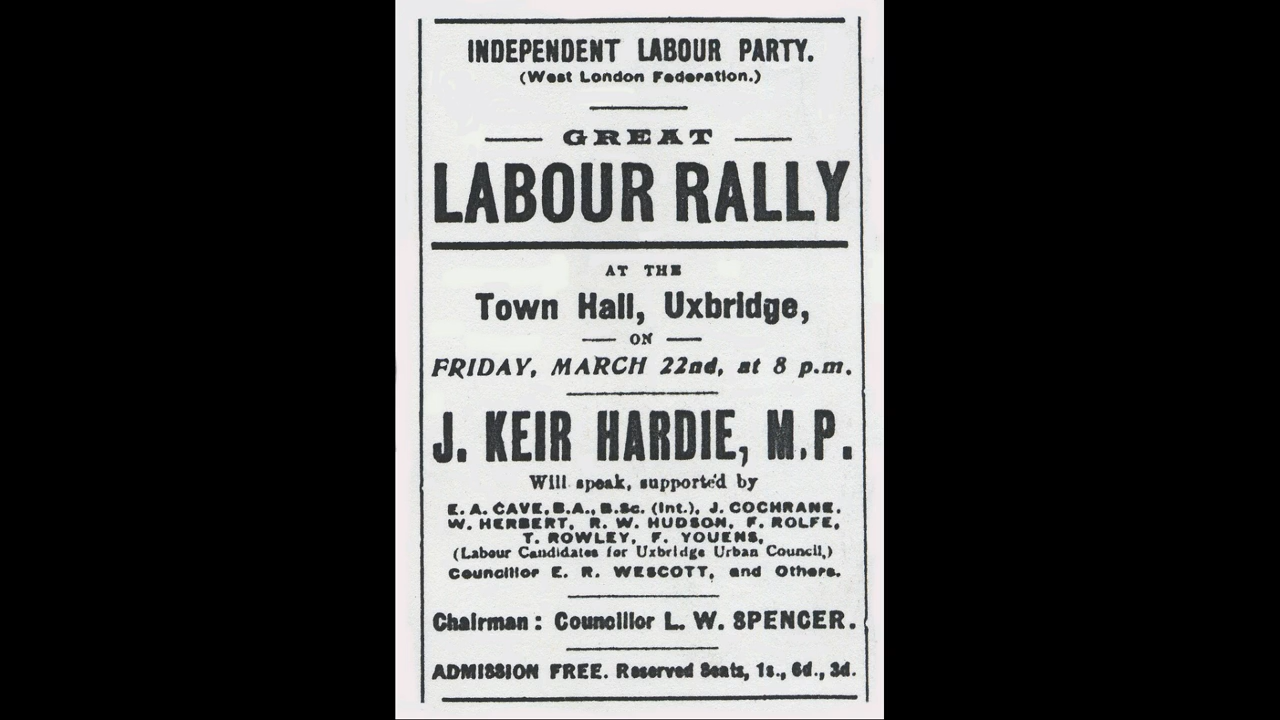 INDEPENDENT LABOUR PARTY.
(West London Federation.)
GREAT
LABOUR RALLY
AT THE
Town Hall, Uxbridge,
ON
FRIDAY, MARCH 22nd, at 8 p.m.
J. KEIR HARDIE, M.P.
Will speak, supported by
E. A. CAVE, B.A., B.Sc. (Int.), J. COCHRANE,
W. HERBERT, R. W. HUDSON, F. ROLFE,
T. ROWLEY, F. YOUENS,
(Labour Candidates for Uxbridge Urban Council,)
Councillor E. R. WESCOTT, and Others.
Chairman: Councillor L. W. SPENCER.
ADMISSION FREE. Reserved Seats, 1s., 6d., 3d.